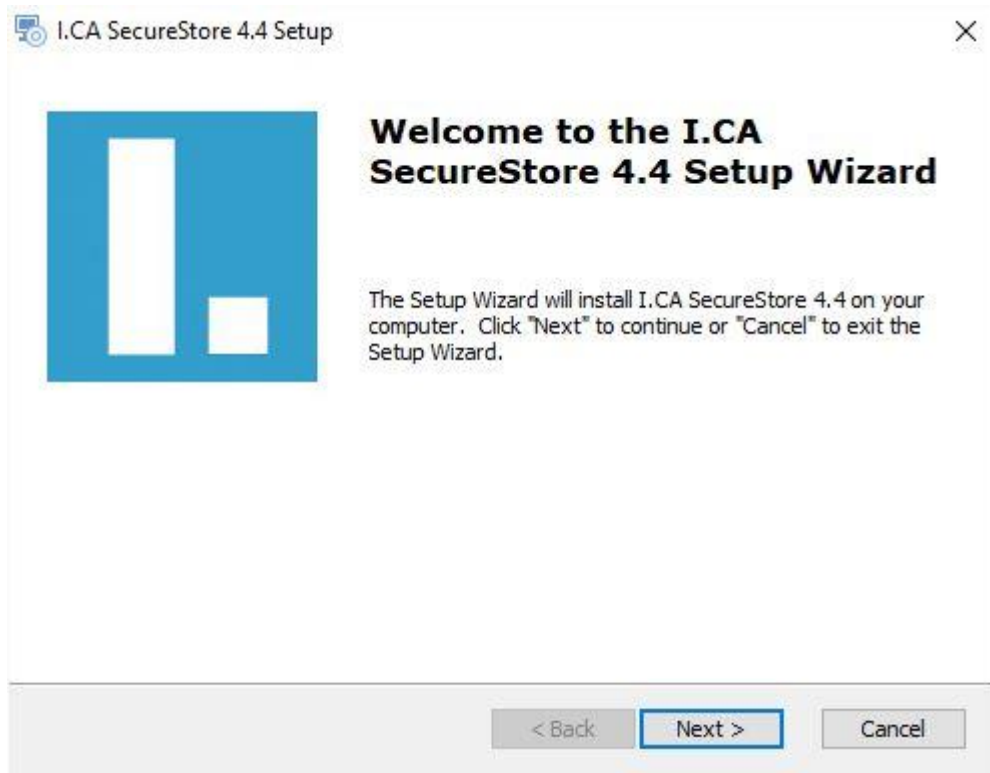 I.CA SecureStore 4.4 Setup
I.
Welcome to the I.CA
SecureStore 4.4 Setup Wizard
The Setup Wizard will install I.CA SecureStore 4.4 on your
computer.  Click "Next" to continue or "Cancel" to exit the
Setup Wizard.
< Back
Next >
Cancel